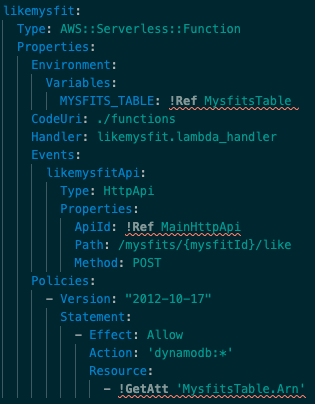 likemysfit:
  Type: AWS::Serverless::Function
  Properties:
    Environment:
      Variables:
        MYSFITS_TABLE: !Ref MysfitsTable
    CodeUri: ./functions
    Handler: likemysfit.lambda_handler
    Events:
      likemysfitApi:
        Type: HttpApi
        Properties:
          ApiId: !Ref MainHttpApi
          Path: /mysfits/{mysfitId}/like
          Method: POST
    Policies:
      - Version: "2012-10-17"
        Statement:
          - Effect: Allow
            Action: 'dynamodb:*'
            Resource:
              - !GetAtt 'MysfitsTable.Arn'